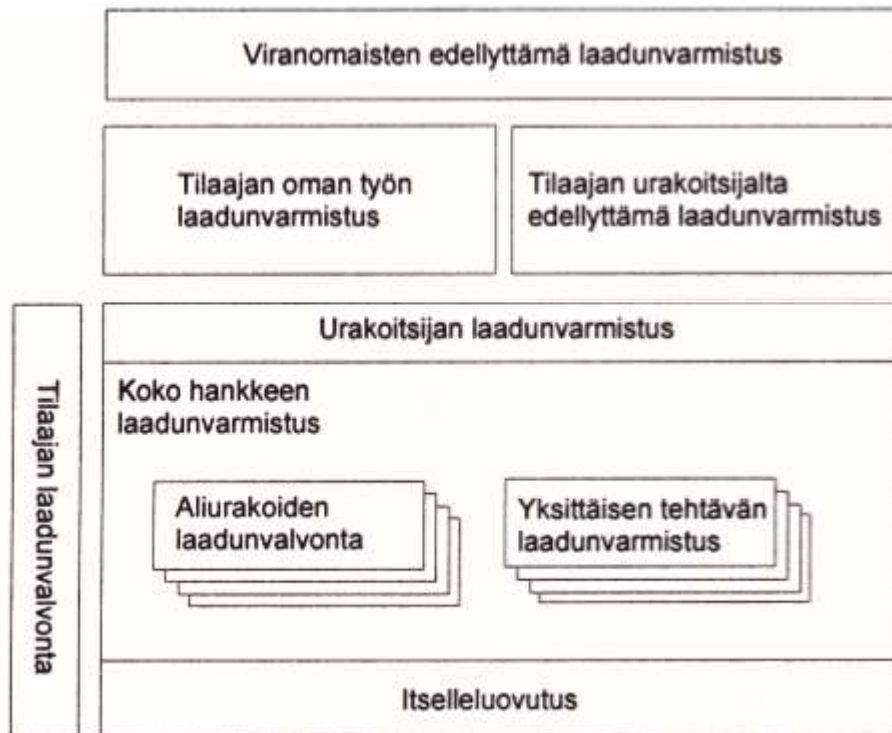 Viranomaisten edellyttämä laadunvarmistus
Tilaajan oman työn
laadunvarmistus
Tilaajan urakoitsijalta
edellyttämä laadunvarmistus
Tilaajan laadunvalvonta
Urakoitsijan laadunvarmistus
Koko hankkeen
laadunvarmistus
Aliurakoiden
laadunvalvonta
Yksittäisen tehtävän
laadunvarmistus
Itselleluovutus